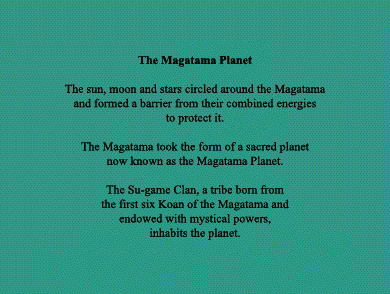 The Magatama Planet
The sun, moon and stars circled around the Magatama
and formed a barrier from their combined energies
to protect it.
The Magatama took the form of a sacred planet
now known as the Magatama Planet.
The Su-game Clan, a tribe born from
the first six Koan of the Magatama and
endowed with mystical powers,
inhabits the planet.